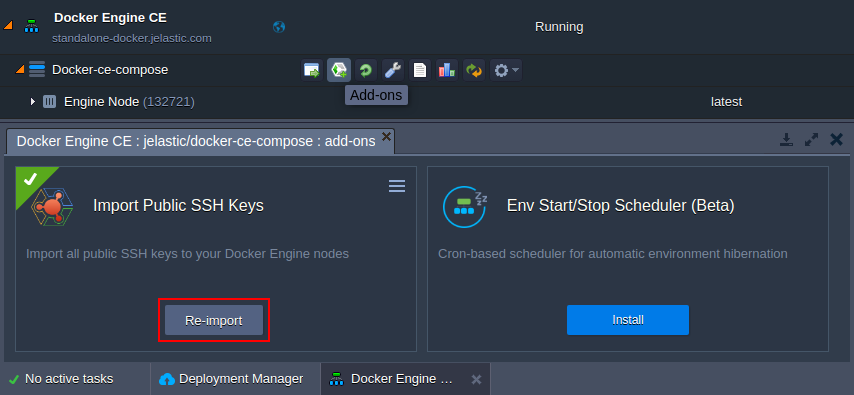 Docker Engine CE
standalone-docker.jelastic.com
Running
Docker-ce-compose
Add-ons
Engine Node (132721)
latest
Docker Engine CE : jelastic/docker-ce-compose : add-ons
Import Public SSH Keys
Import all public SSH keys to your Docker Engine nodes
Re-import
Env Start/Stop Scheduler (Beta)
Cron-based scheduler for automatic environment hibernation
Install
No active tasks
Deployment Manager
Docker Engine ...